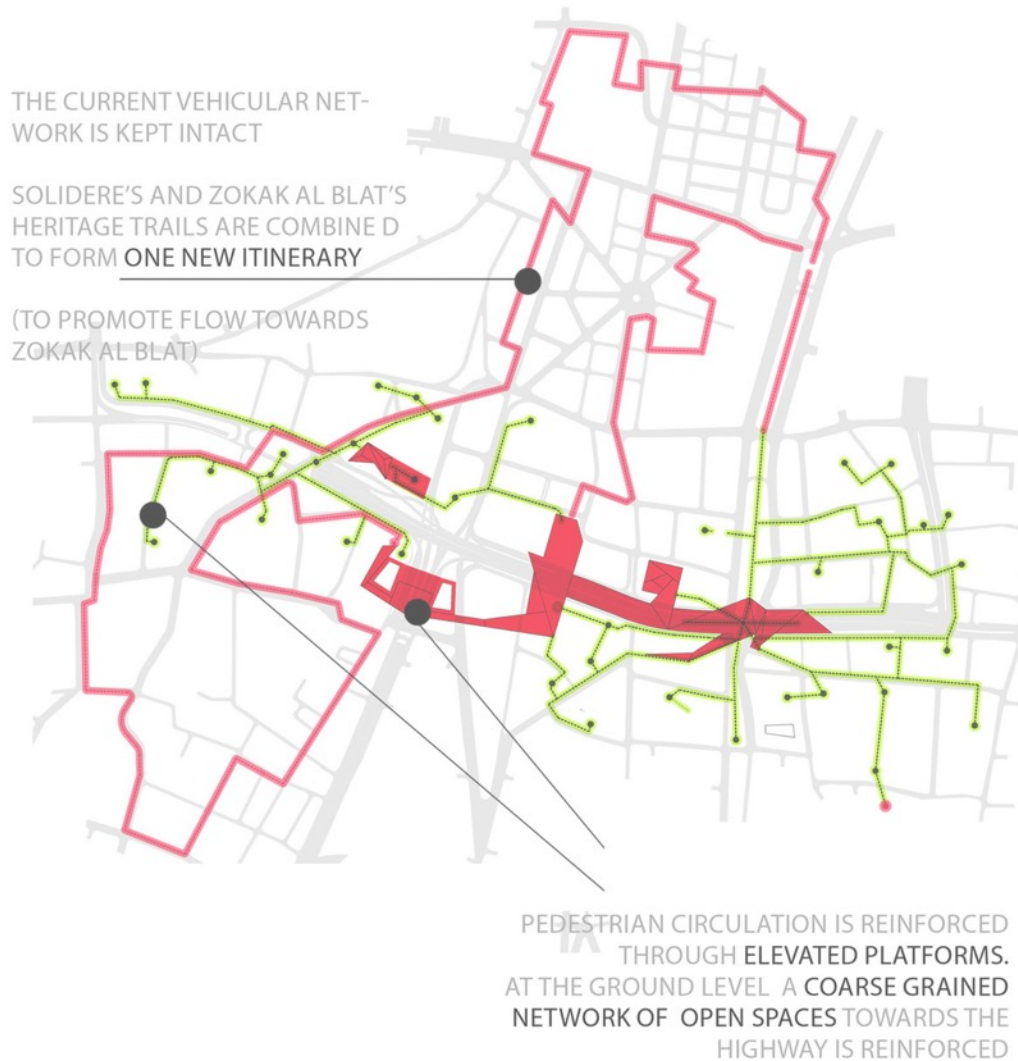 THE CURRENT VEHICULAR NET-
WORK IS KEPT INTACT
SOLIDERE'S AND ZOKAK AL BLAT'S
HERITAGE TRAILS ARE COMBINE D
TO FORM ONE NEW ITINERARY
(TO PROMOTE FLOW TOWARDS
ZOKAK AL BLAT)
PEDESTRIAN CIRCULATION IS REINFORCED
THROUGH ELEVATED PLATFORMS.
AT THE GROUND LEVEL A COARSE GRAINED
NETWORK OF OPEN SPACES TOWARDS THE
HIGHWAY IS REINFORCED